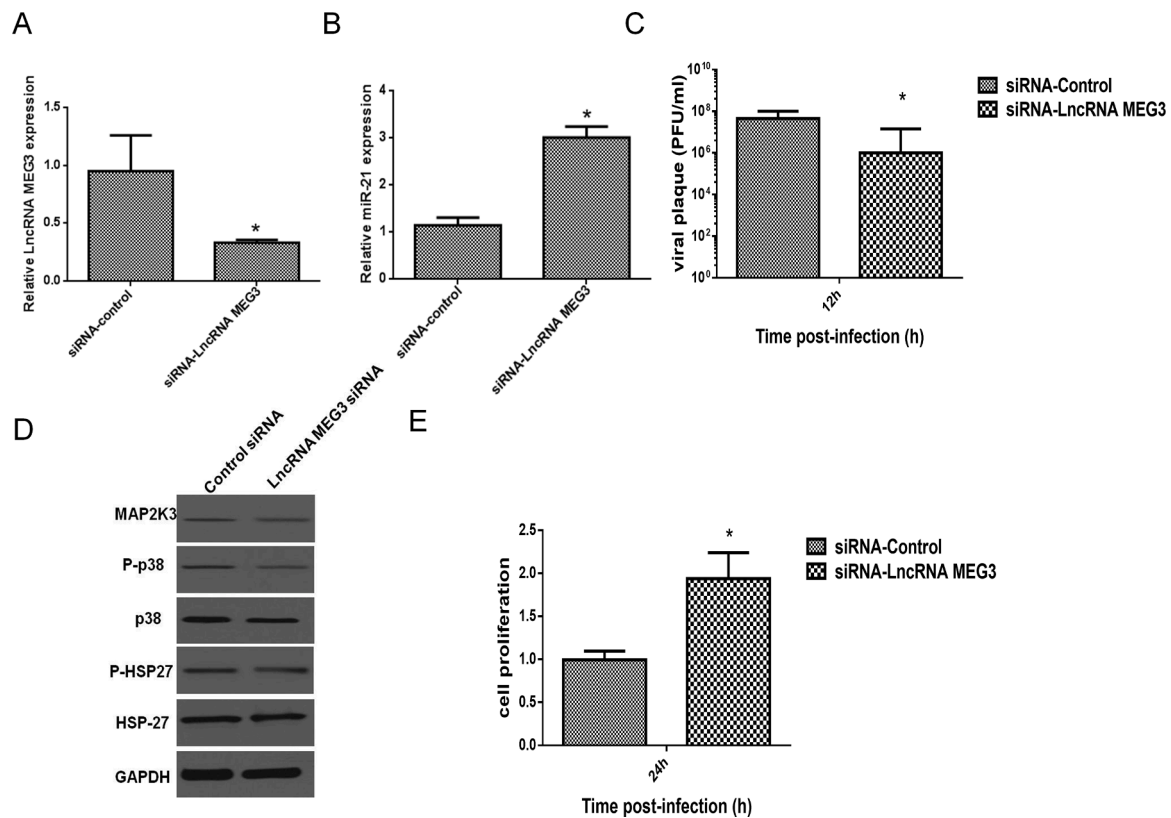 A
Relative LncRNA MEG3 expression
1.5
1.0
0.5
0.0
*
siRNA-control
siRNA-LncRNA MEG3
B
Relative miR-21 expression
4
3
2
1
0
*
siRNA-control
siRNA-LncRNA MEG3
C
viral plaque (PFU/ml)
10^10
10^8
10^6
10^4
10^2
10^0
*
12h
Time post-infection (h)
siRNA-Control
siRNA-LncRNA MEG3
D
Control siRNA
LncRNA MEG3 siRNA
MAP2K3
P-p38
p38
P-HSP27
HSP-27
GAPDH
E
cell proliferation
2.5
2.0
1.5
1.0
0.5
0.0
*
24h
Time post-infection (h)
siRNA-Control
siRNA-LncRNA MEG3